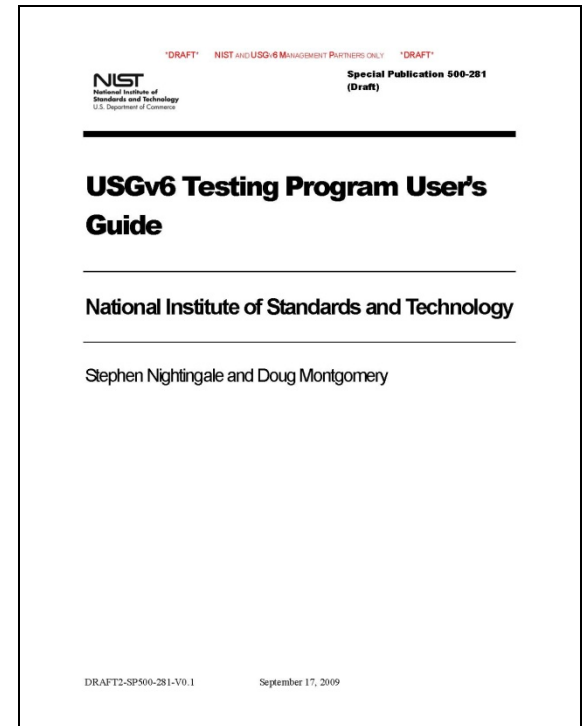 *DRAFT* NIST AND USGv6 MANAGEMENT PARTNERS ONLY *DRAFT*
NIST
National Institute of
Standards and Technology
U.S. Department of Commerce
Special Publication 500-281
(Draft)
USGv6 Testing Program User's
Guide
National Institute of Standards and Technology
Stephen Nightingale and Doug Montgomery
DRAFT2-SP500-281-V0.1 September 17, 2009